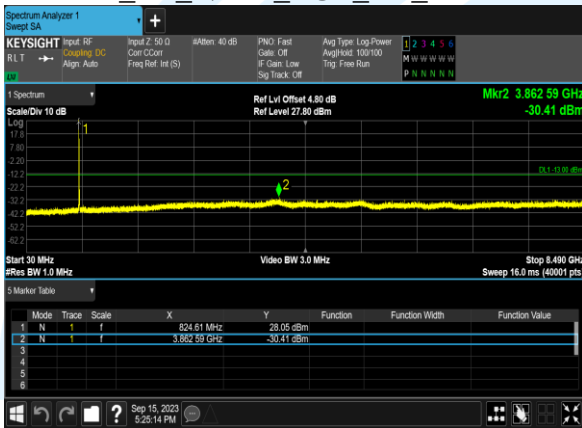 Spectrum Analyzer 1
Swept SA
KEYSIGHT Input: RF Input Z: 50 Ω #Atten: 40 dB PNO: Fast Avg Type: Log-Power 1 2 3 4 5 6
RLT Coupling: DC Corr CCorr Gate: Off Avg|Hold: 100/100 M W W W W W
Align: Auto Freq Ref: Int (S) IF Gain: Low Trig: Free Run
Sig Track: Off P N N N N N
LV
1 Spectrum Ref Lvl Offset 4.80 dB Mkr2 3.862 59 GHz
Scale/Div 10 dB Ref Level 27.80 dBm -30.41 dBm
Log
17.8
7.80
-2.20
-12.2
-22.2
-32.2
-42.2
-52.2
-62.2
1
2
DL1 -13.00 dBm
Start 30 MHz Video BW 3.0 MHz Stop 8.490 GHz
#Res BW 1.0 MHz Sweep 16.0 ms (40001 pts
5 Marker Table
Mode Trace Scale X Y Function Function Width Function Value
1 N 1 f 824.61 MHz 28.05 dBm
2 N 1 f 3.862 59 GHz -30.41 dBm
3
4
5
6
? Sep 15, 2023
5:25:14 PM